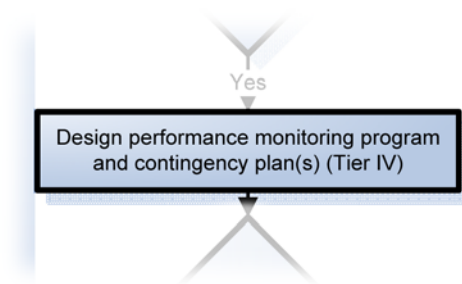 Yes
Design performance monitoring program
and contingency plan(s) (Tier IV)